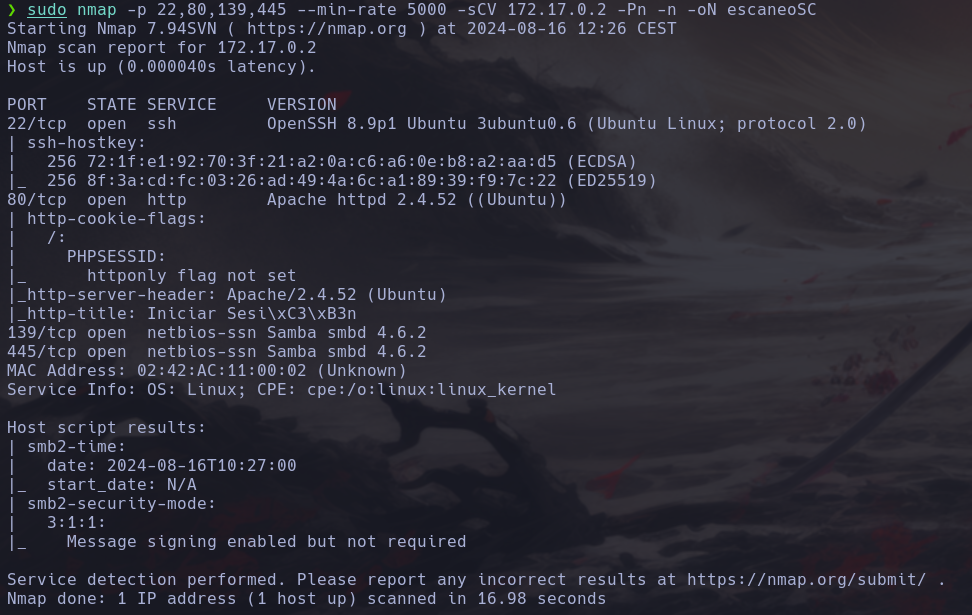 ❯ sudo nmap -p 22,80,139,445 --min-rate 5000 -sCV 172.17.0.2 -Pn -n -oN escaneoSC
Starting Nmap 7.94SVN ( https://nmap.org ) at 2024-08-16 12:26 CEST
Nmap scan report for 172.17.0.2
Host is up (0.000040s latency).

PORT    STATE SERVICE     VERSION
22/tcp  open  ssh         OpenSSH 8.9p1 Ubuntu 3ubuntu0.6 (Ubuntu Linux; protocol 2.0)
| ssh-hostkey:
|   256 72:1f:e1:92:70:3f:21:a2:0a:c6:a6:0e:b8:a2:aa:d5 (ECDSA)
|_  256 8f:3a:cd:fc:03:26:ad:49:4a:6c:a1:89:39:f9:7c:22 (ED25519)
80/tcp  open  http        Apache httpd 2.4.52 ((Ubuntu))
| http-cookie-flags:
|   /:
|     PHPSESSID:
|_      httponly flag not set
|_http-server-header: Apache/2.4.52 (Ubuntu)
|_http-title: Iniciar Sesi\xC3\xB3n
139/tcp open  netbios-ssn Samba smbd 4.6.2
445/tcp open  netbios-ssn Samba smbd 4.6.2
MAC Address: 02:42:AC:11:00:02 (Unknown)
Service Info: OS: Linux; CPE: cpe:/o:linux:linux_kernel

Host script results:
| smb2-time:
|   date: 2024-08-16T10:27:00
|_  start_date: N/A
| smb2-security-mode:
|   3:1:1:
|_    Message signing enabled but not required

Service detection performed. Please report any incorrect results at https://nmap.org/submit/ .
Nmap done: 1 IP address (1 host up) scanned in 16.98 seconds